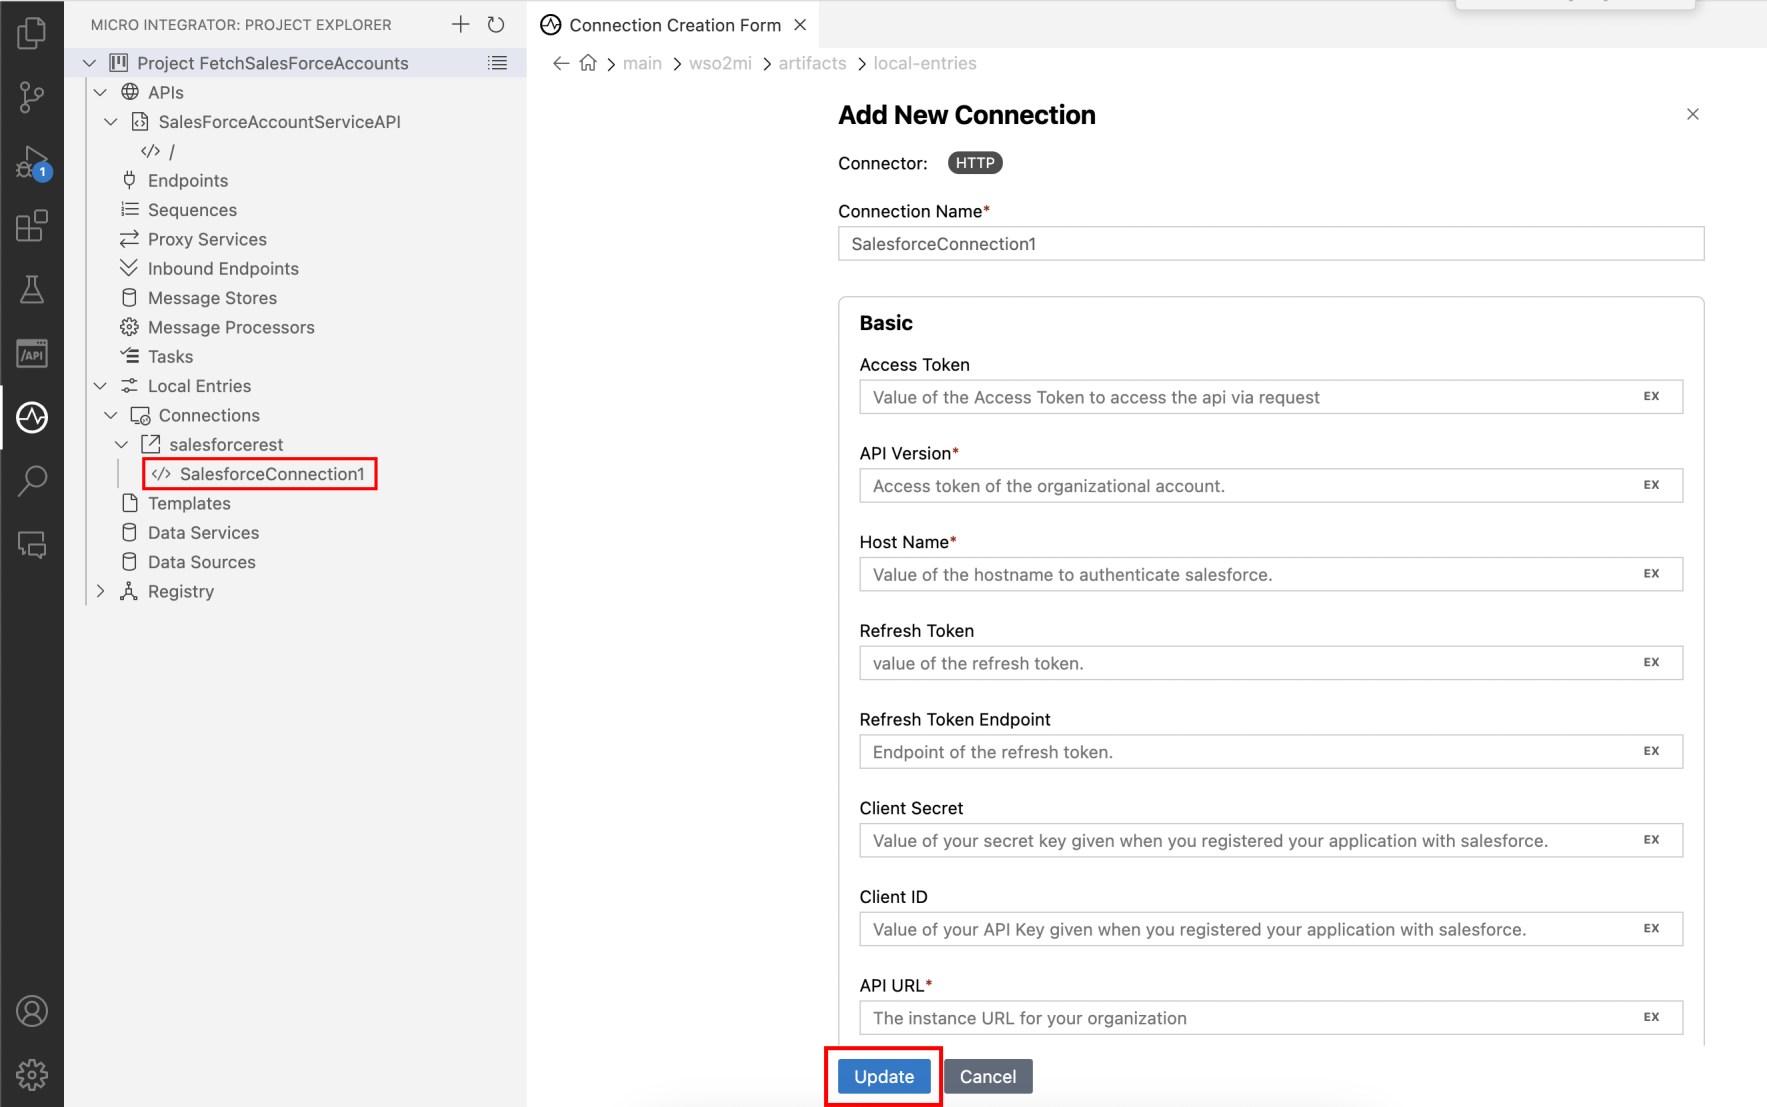 MICRO INTEGRATOR: PROJECT EXPLORER
Project FetchSalesForceAccounts
APIs
SalesForceAccountServiceAPI
/
Endpoints
Sequences
Proxy Services
Inbound Endpoints
Message Stores
Message Processors
Tasks
Local Entries
Connections
salesforcerest
SalesforceConnection1
Templates
Data Services
Data Sources
Registry
1
/API
Connection Creation Form
main > wso2mi > artifacts > local-entries
Add New Connection
Connector: HTTP
Connection Name*
SalesforceConnection1
Basic
Access Token
Value of the Access Token to access the api via request EX
API Version*
Access token of the organizational account. EX
Host Name*
Value of the hostname to authenticate salesforce. EX
Refresh Token
value of the refresh token. EX
Refresh Token Endpoint
Endpoint of the refresh token. EX
Client Secret
Value of your secret key given when you registered your application with salesforce. EX
Client ID
Value of your API Key given when you registered your application with salesforce. EX
API URL*
The instance URL for your organization EX
Update Cancel